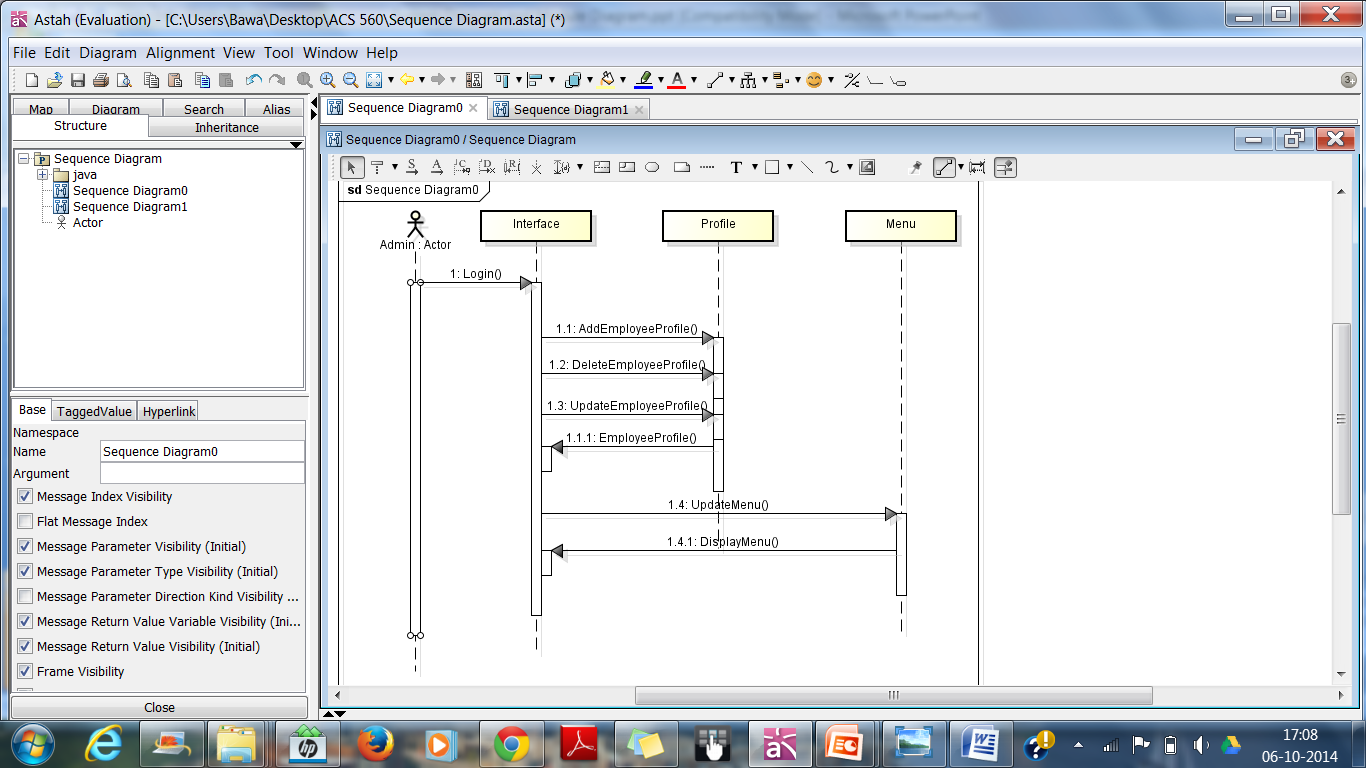 Astah (Evaluation) - [C:\Users\Bawa\Desktop\ACS 560\Sequence Diagram.asta] (*)
File Edit Diagram Alignment View Tool Window Help
3
Map Diagram Search Alias
Structure Inheritance
Sequence Diagram
java
Sequence Diagram0
Sequence Diagram1
Actor
Base TaggedValue Hyperlink
Namespace
Name Sequence Diagram0
Argument
Message Index Visibility
Flat Message Index
Message Parameter Visibility (Initial)
Message Parameter Type Visibility (Initial)
Message Parameter Direction Kind Visibility ...
Message Return Value Variable Visibility (Ini...
Message Return Value Visibility (Initial)
Frame Visibility
Close
Sequence Diagram0 Sequence Diagram1
Sequence Diagram0 / Sequence Diagram
T
sd Sequence Diagram0
Admin : Actor
Interface Profile Menu
1: Login()
1.1: AddEmployeeProfile()
1.2: DeleteEmployeeProfile()
1.3: UpdateEmployeeProfile()
1.1.1: EmployeeProfile()
1.4: UpdateMenu()
1.4.1: DisplayMenu()
17:08
06-10-2014